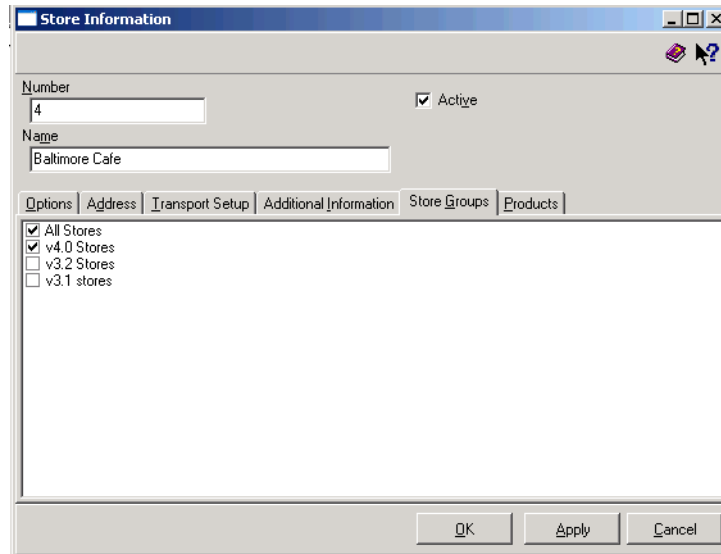 Store Information
Number
4
Active
Name
Baltimore Cafe
Options Address Transport Setup Additional Information Store Groups Products
All Stores
v4.0 Stores
v3.2 Stores
v3.1 stores
OK Apply Cancel